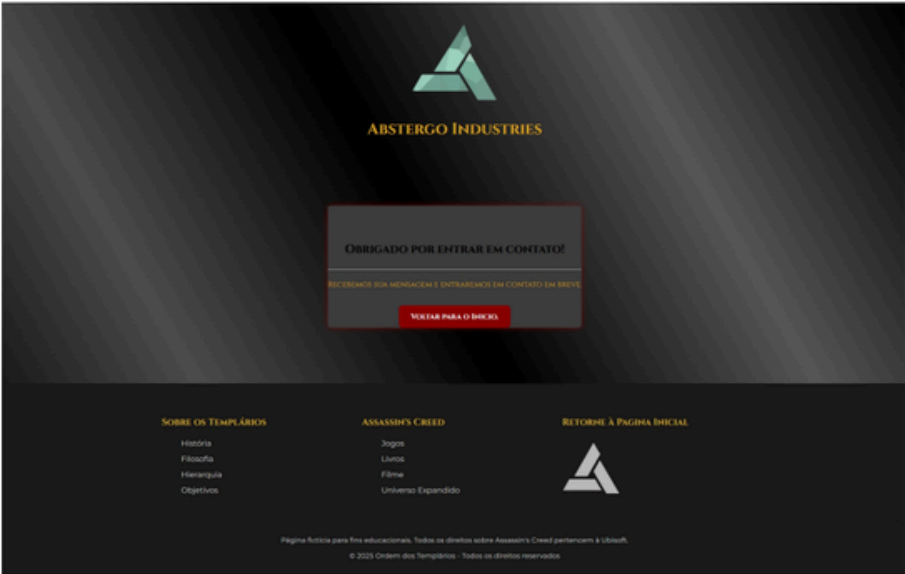 Abstergo Industries
Obrigado por entrar em contato!
Recebemos sua mensagem e entraremos em contato em breve.
Voltar para o Inicio.
Sobre os Templários
Assassin's Creed
Retorne à Pagina Inicial
História
Jogos
Filosofia
Livros
Hierarquia
Filme
Objetivos
Universo Expandido
Página fictícia para fins educacionais. Todos os direitos sobre Assassin's Creed pertencem à Ubisoft.
© 2025 Ordem dos Templários - Todos os direitos reservados